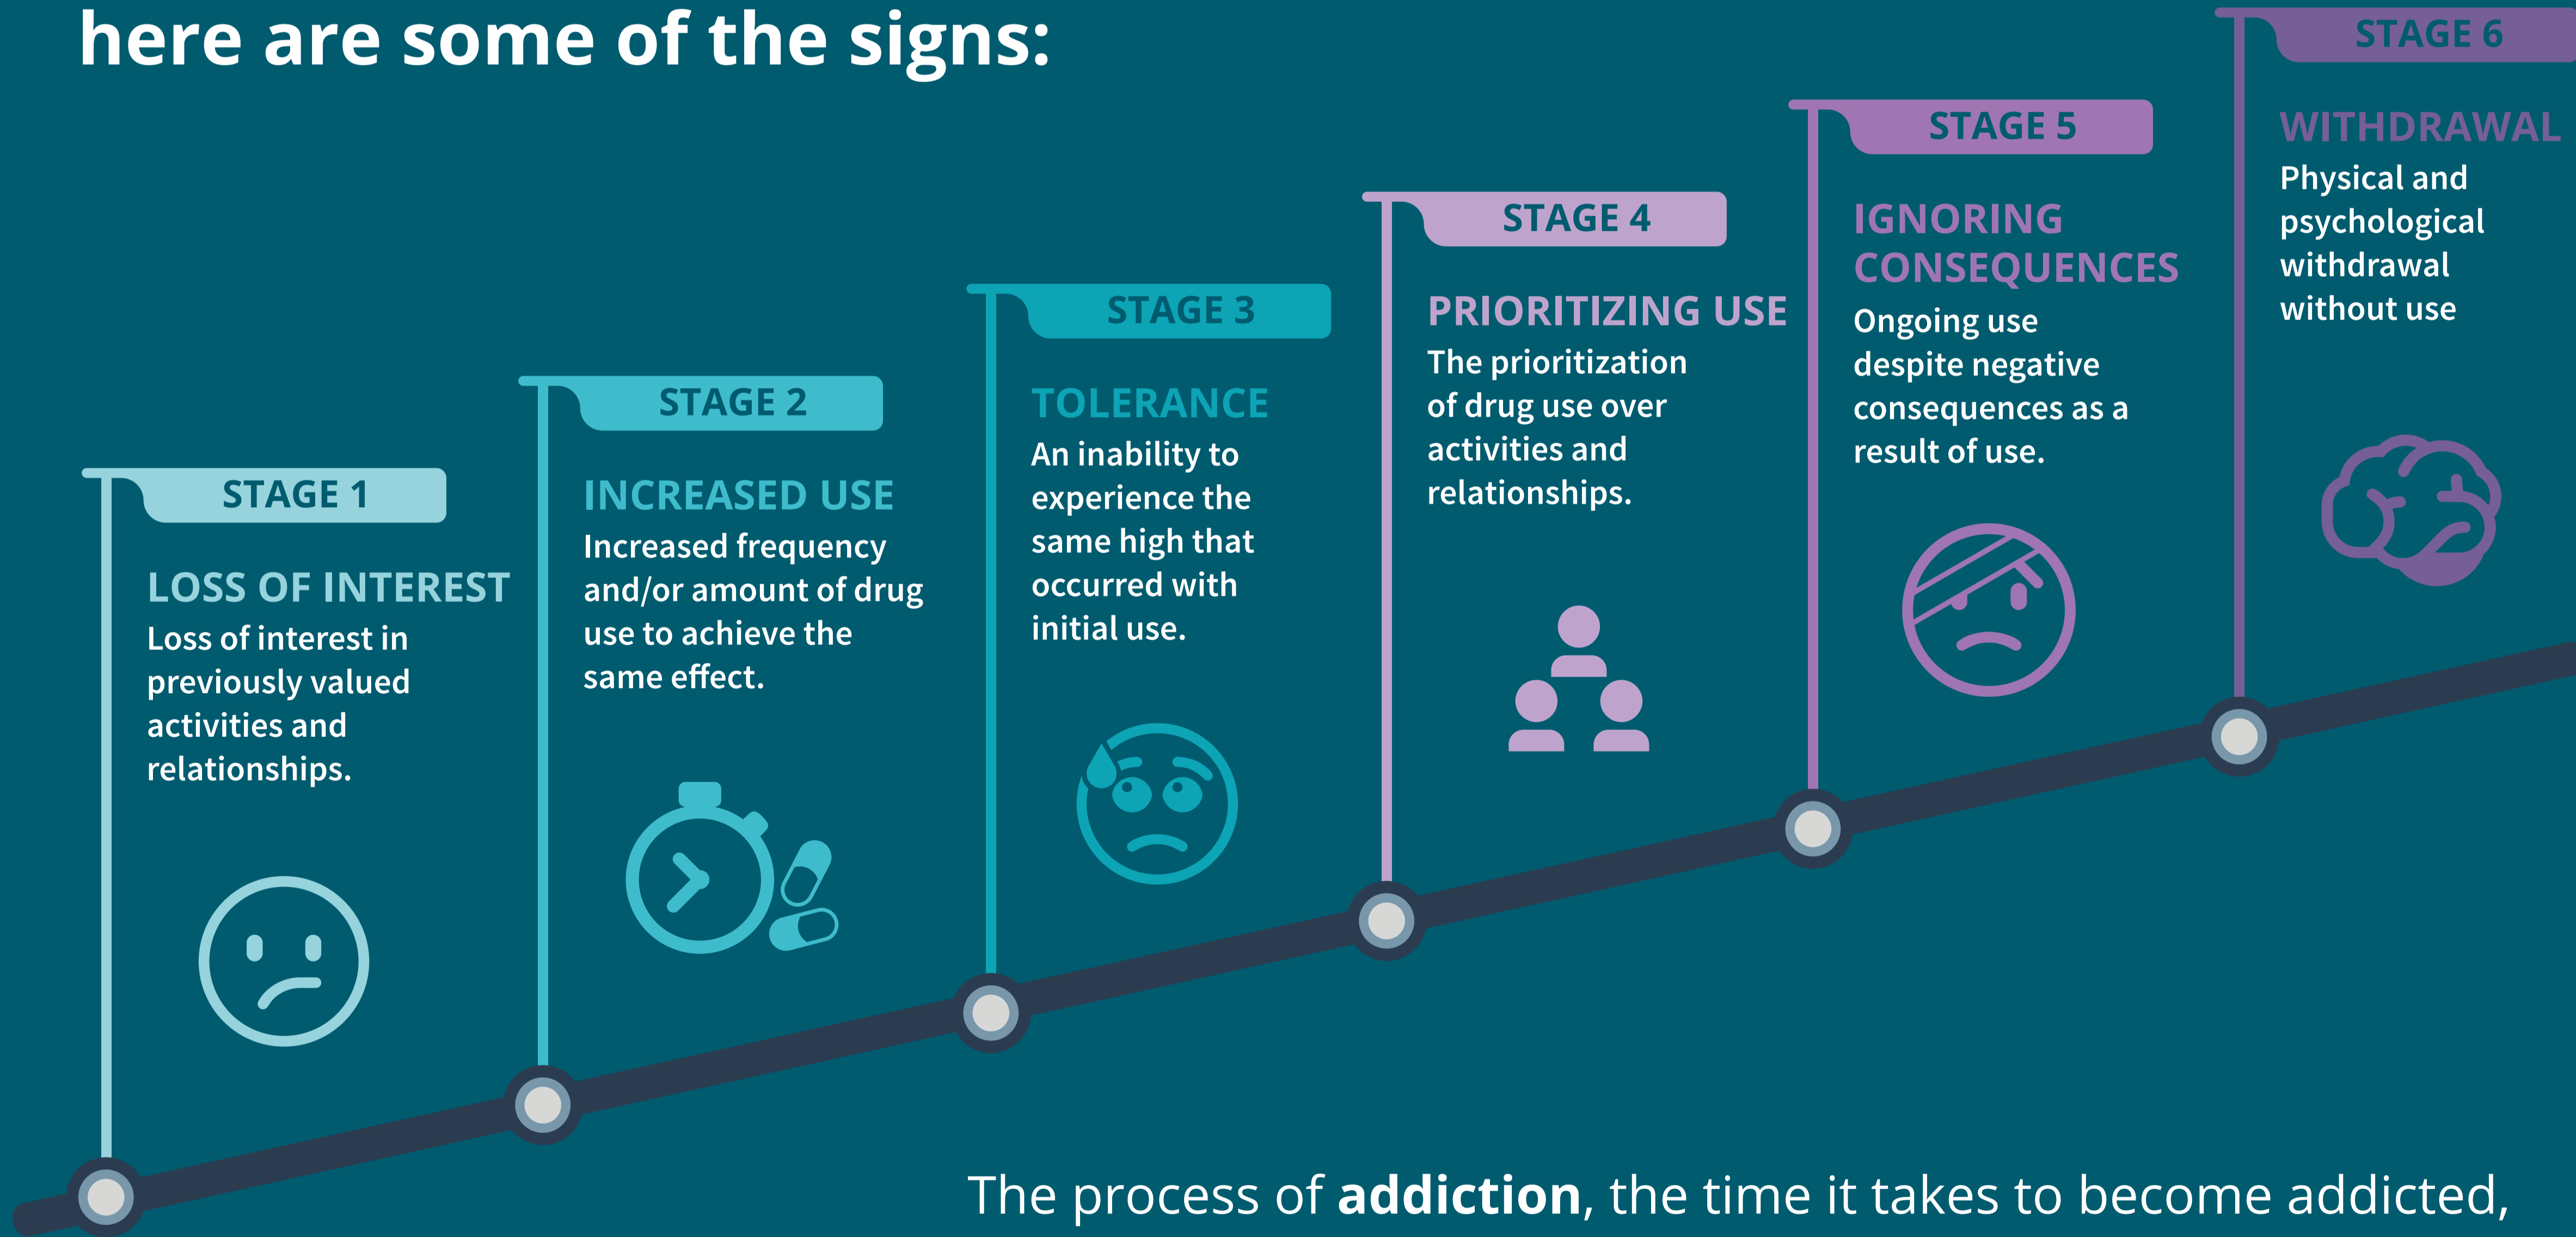 here are some of the signs:
STAGE 1
LOSS OF INTEREST
Loss of interest in
previously valued
activities and
relationships.
STAGE 2
INCREASED USE
Increased frequency
and/or amount of drug
use to achieve the
same effect.
STAGE 3
TOLERANCE
An inability to
experience the
same high that
occurred with
initial use.
STAGE 4
PRIORITIZING USE
The prioritization
of drug use over
activities and
relationships.
STAGE 5
IGNORING
CONSEQUENCES
Ongoing use
despite negative
consequences as a
result of use.
STAGE 6
WITHDRAWAL
Physical and
psychological
withdrawal
without use
The process of addiction, the time it takes to become addicted,